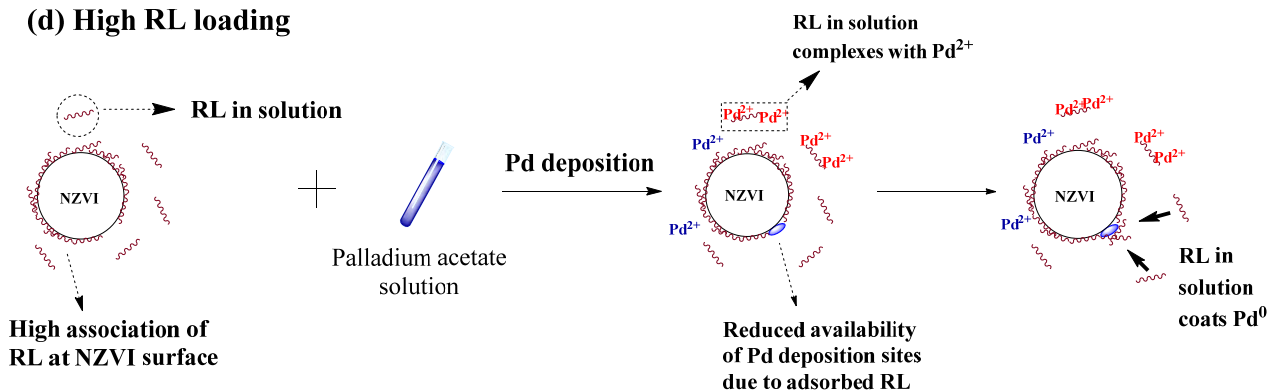 (d) High RL loading
RL in solution
NZVI
High association of
RL at NZVI surface
Palladium acetate
solution
Pd deposition
RL in solution
complexes with Pd²⁺
Pd²⁺ Pd²⁺
Pd²⁺
Pd²⁺
Pd²⁺
NZVI
Pd²⁺
Reduced availability
of Pd deposition sites
due to adsorbed RL
Pd²⁺ Pd²⁺
Pd²⁺
Pd²⁺
Pd²⁺
NZVI
Pd²⁺
RL in
solution
coats Pd⁰